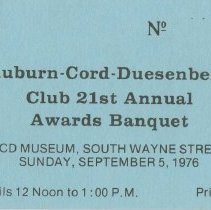 Nº
uburn-Cord-Duesenbe
Club 21st Annual
Awards Banquet
CD MUSEUM, SOUTH WAYNE STRE
SUNDAY, SEPTEMBER 5, 1976
ils 12 Noon to 1:00 P.M. Pri